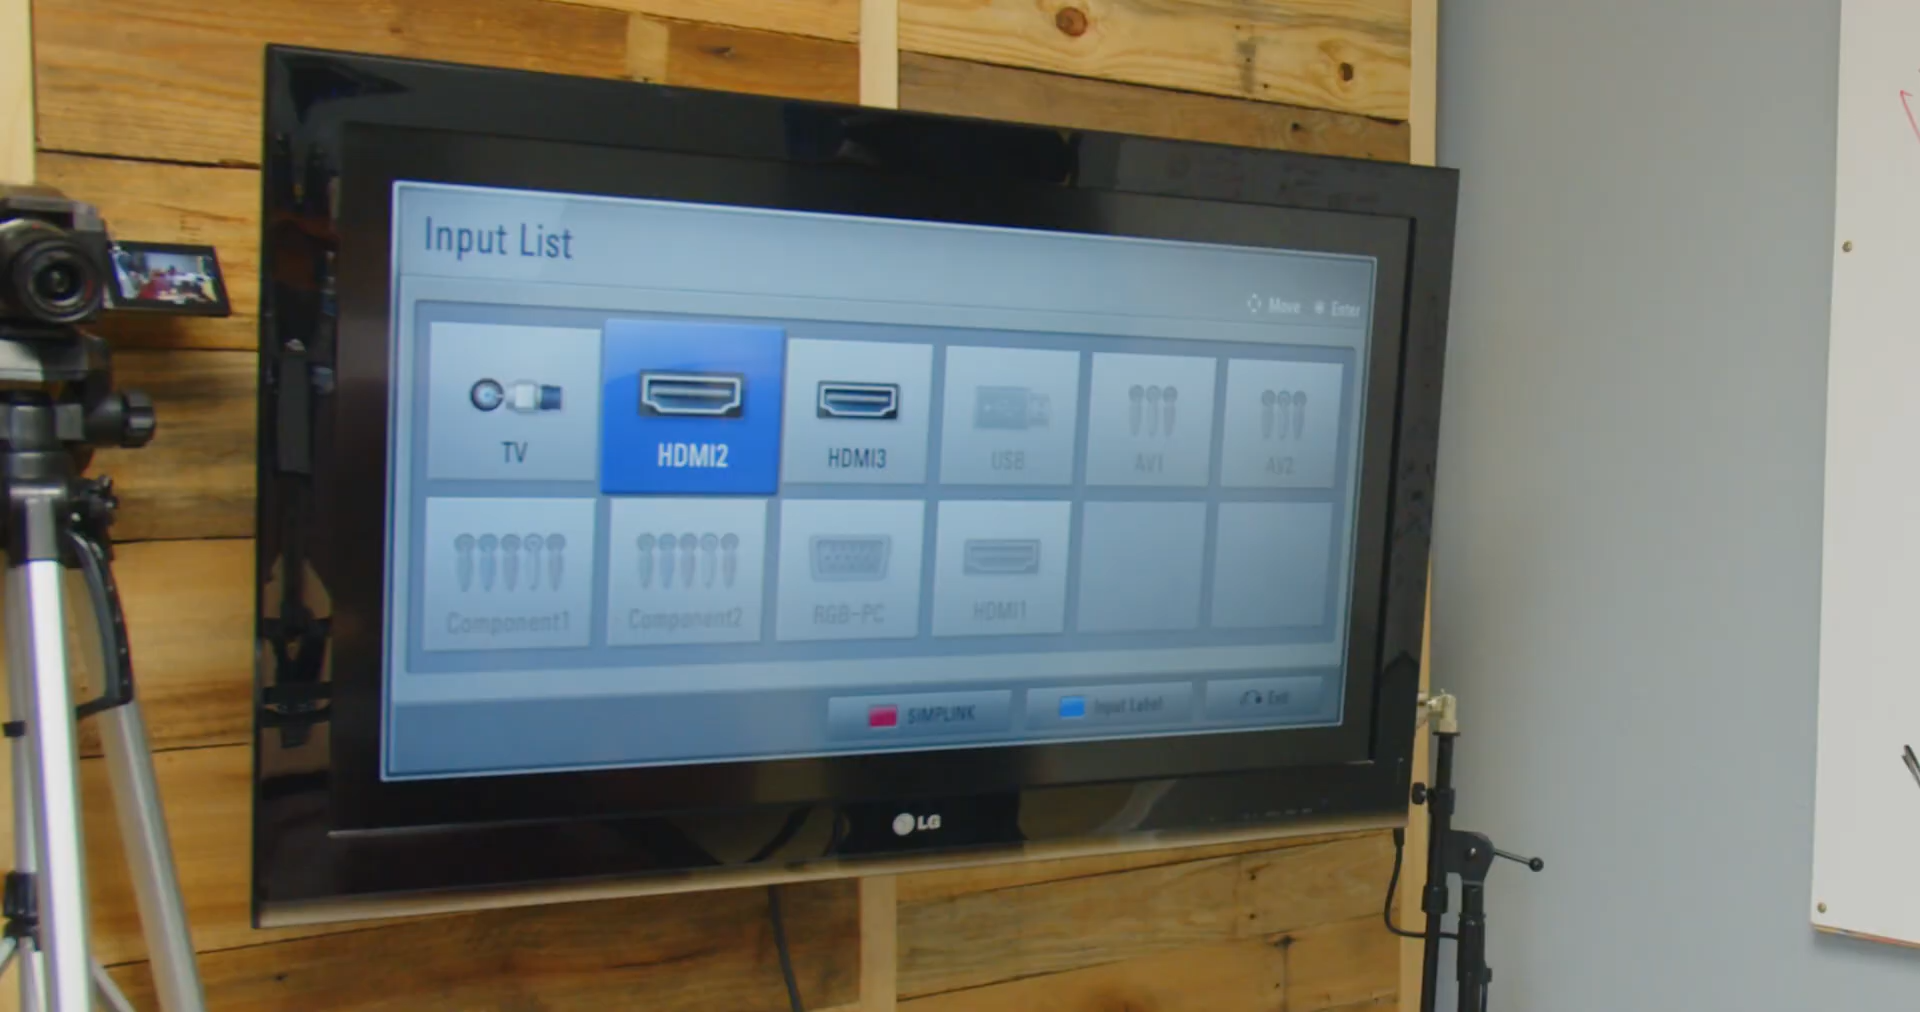 Input List
Move Enter
TV HDMI2 HDMI3 USB AV1 AV2
Component1 Component2 RGB-PC HDMI1
SIMPLINK Input Label Exit
LG